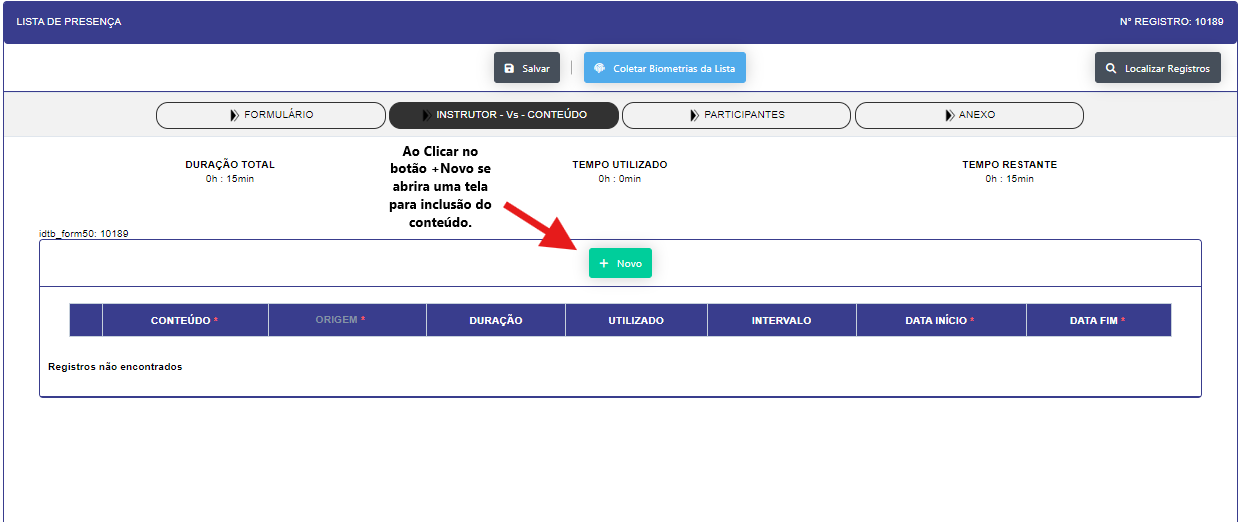 LISTA DE PRESENÇA Nº REGISTRO: 10189
Salvar | Coletar Biometrias da Lista Localizar Registros
FORMULÁRIO INSTRUTOR - Vs - CONTEÚDO PARTICIPANTES ANEXO
DURAÇÃO TOTAL
0h : 15min
Ao Clicar no
botão +Novo se
abrira uma tela
para inclusão do
conteúdo.
TEMPO UTILIZADO
0h : 0min
TEMPO RESTANTE
0h : 15min
idtb_form50: 10189
+ Novo
CONTEÚDO * ORIGEM * DURAÇÃO UTILIZADO INTERVALO DATA INÍCIO * DATA FIM *
Registros não encontrados